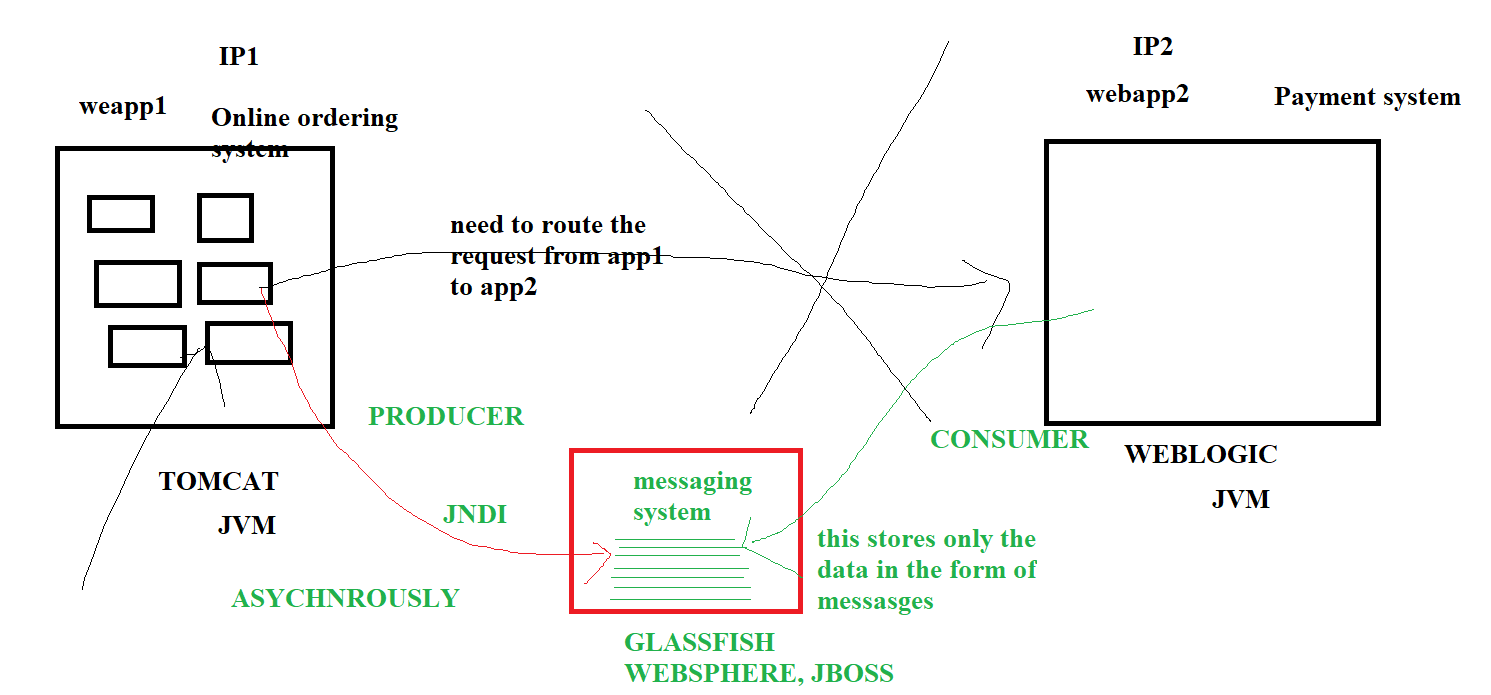 IP1
weapp1
Online ordering
system
IP2
webapp2
Payment system
need to route the
request from app1
to app2
PRODUCER
CONSUMER
TOMCAT
JVM
WEBLOGIC
JVM
JNDI
messaging
system
this stores only the
data in the form of
messasges
ASYCHNROUSLY
GLASSFISH
WEBSPHERE, JBOSS